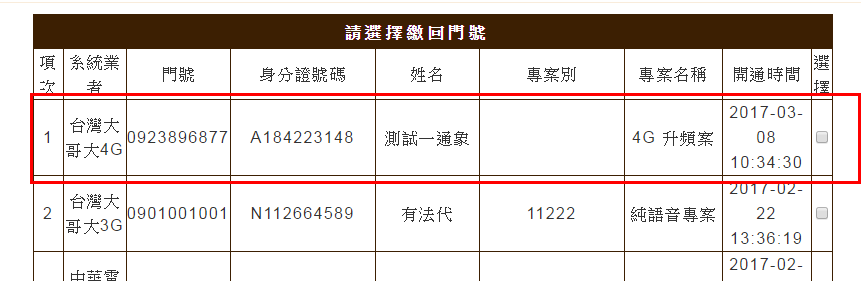 請選擇繳回門號
項次 系統業者 門號 身分證號碼 姓名 專案別 專案名稱 開通時間 選擇
1 台灣大哥大4G 0923896877 A184223148 測試一通象 4G 升頻案 2017-03-08 10:34:30
2 台灣大哥大3G 0901001001 N112664589 有法代 11222 純語音專案 2017-02-22 13:36:19
中華電 2017-02-